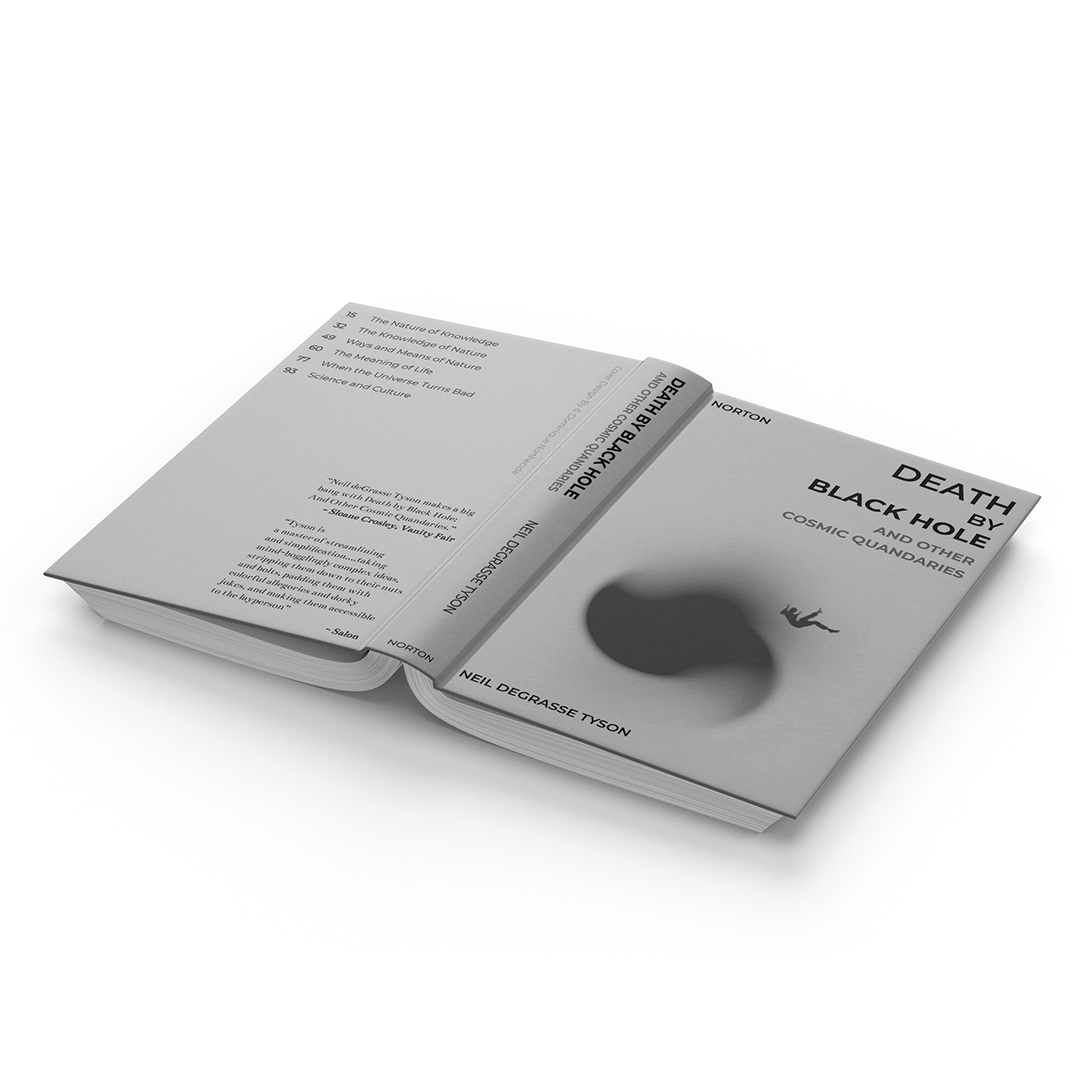 15 The Nature of Knowledge
32 The Knowledge of Nature
49 Ways and Means of Nature
60 The Meaning of Life
77 When the Universe Turns Bad
93 Science and Culture
"Neil deGrasse Tyson makes a big
bang with Death by Black Hole:
And Other Cosmic Quandaries."
- Sloane Crosley, Vanity Fair
"Tyson is
a master of streamlining
and simplification....taking
mind-bogglingly complex ideas,
stripping them down to their nuts
and bolts, padding them with
colorful allegories and dorky
jokes, and making them accessible
to the layperson"
- Salon
Cover Design By © Dominique
DEATH BY BLACK HOLE
AND OTHER COSMIC QUANDARIES
NEIL DEGRASSE TYSON
NORTON
NORTON
DEATH
BY
BLACK HOLE
AND OTHER
COSMIC QUANDARIES
NEIL DEGRASSE TYSON